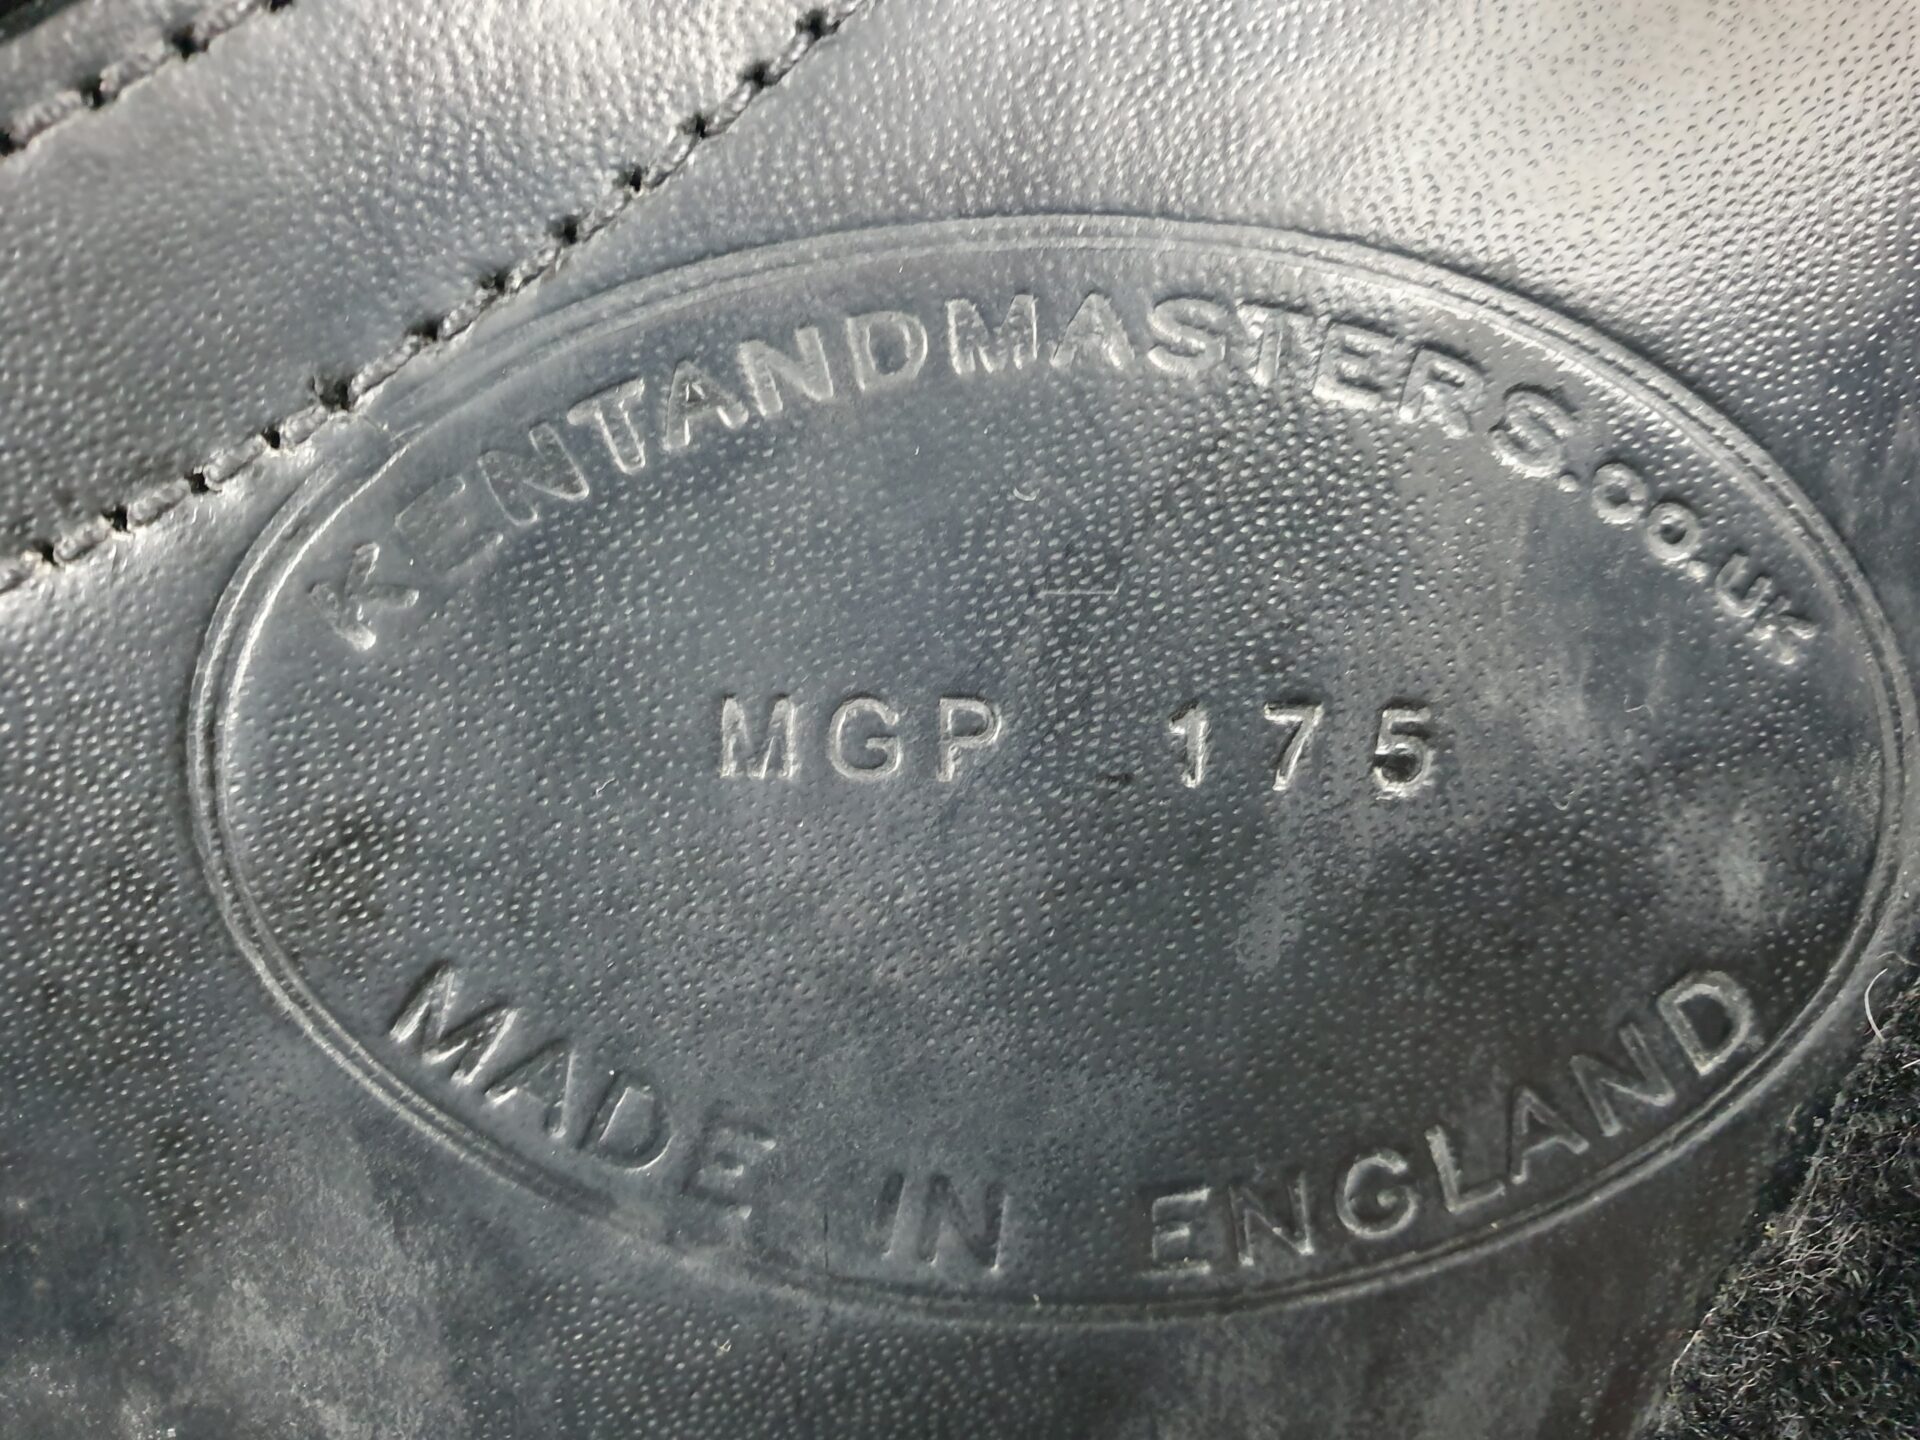 KENTANDMASTERS.co.uk
MGP 175
MADE IN ENGLAND